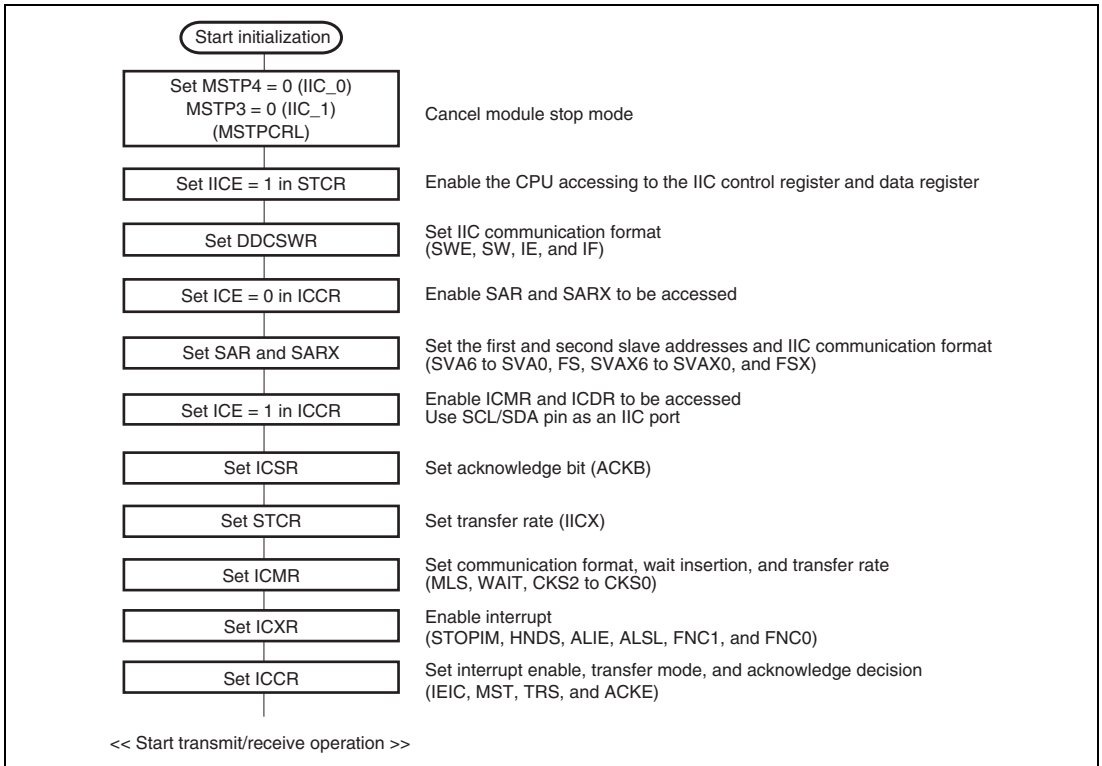 Start initialization
Set MSTP4 = 0 (IIC_0)
MSTP3 = 0 (IIC_1)
(MSTPCRL)
Cancel module stop mode
Set IICE = 1 in STCR
Enable the CPU accessing to the IIC control register and data register
Set DDCSWR
Set IIC communication format
(SWE, SW, IE, and IF)
Set ICE = 0 in ICCR
Enable SAR and SARX to be accessed
Set SAR and SARX
Set the first and second slave addresses and IIC communication format
(SVA6 to SVA0, FS, SVAX6 to SVAX0, and FSX)
Set ICE = 1 in ICCR
Enable ICMR and ICDR to be accessed
Use SCL/SDA pin as an IIC port
Set ICSR
Set acknowledge bit (ACKB)
Set STCR
Set transfer rate (IICX)
Set ICMR
Set communication format, wait insertion, and transfer rate
(MLS, WAIT, CKS2 to CKS0)
Set ICXR
Enable interrupt
(STOPIM, HNDS, ALIE, ALSL, FNC1, and FNC0)
Set ICCR
Set interrupt enable, transfer mode, and acknowledge decision
(IEIC, MST, TRS, and ACKE)
<< Start transmit/receive operation >>